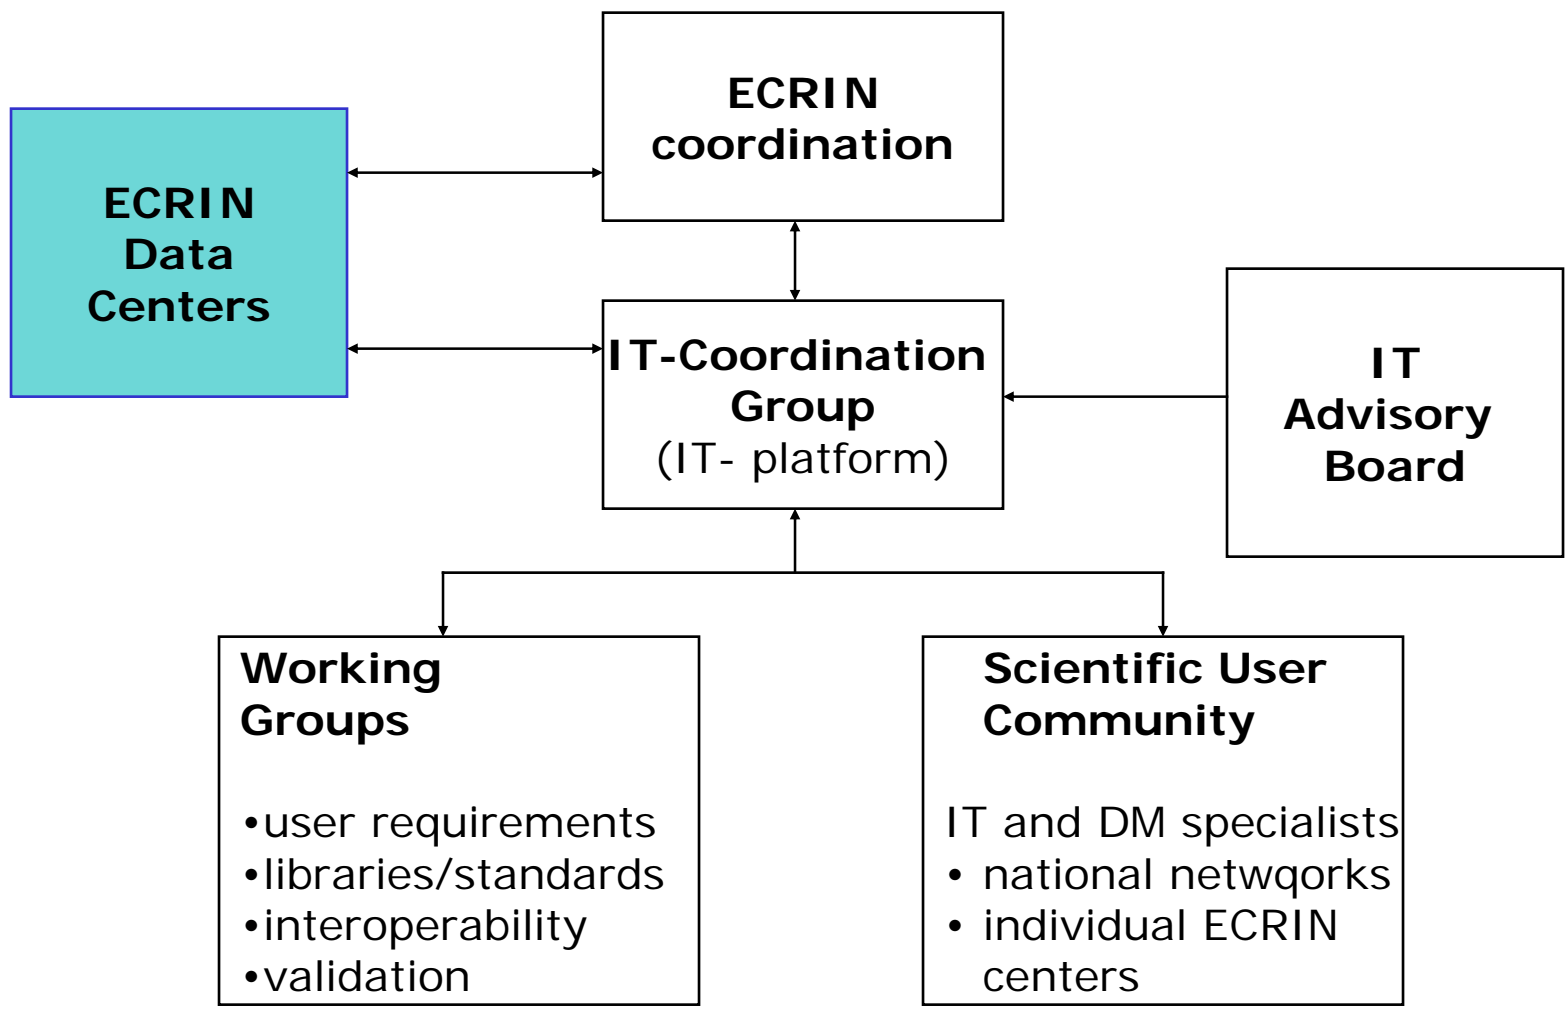 ECRIN
coordination
ECRIN
Data
Centers
IT-Coordination
Group
(IT- platform)
IT
Advisory
Board
Working
Groups
•user requirements
•libraries/standards
•interoperability
•validation
Scientific User
Community
IT and DM specialists
• national netwqorks
• individual ECRIN
centers